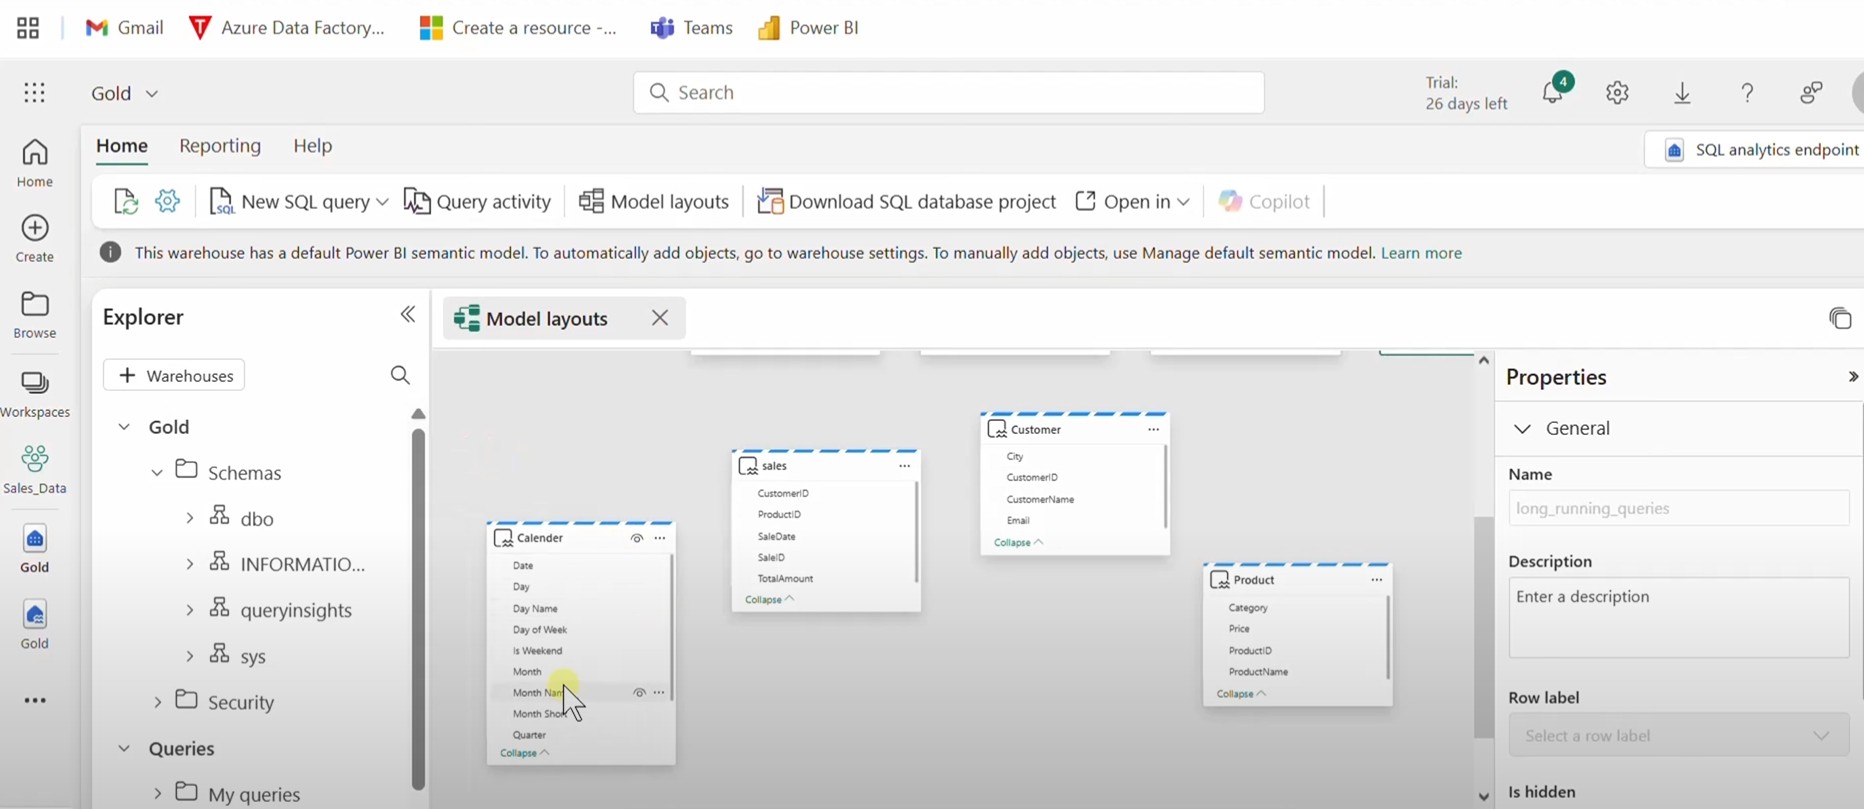 Gmail
Azure Data Factory...
Create a resource -...
Teams
Power BI
Gold
Search
Trial:
26 days left
4
Home Reporting Help
SQL analytics endpoint
New SQL query
Query activity
Model layouts
Download SQL database project
Open in
Copilot
This warehouse has a default Power BI semantic model. To automatically add objects, go to warehouse settings. To manually add objects, use Manage default semantic model. Learn more
Home
Create
Browse
Workspaces
Sales_Data
Gold
Gold
Explorer
+ Warehouses
Gold
Schemas
dbo
INFORMATIO...
queryinsights
sys
Security
Queries
My queries
Model layouts
Calender
Date
Day
Day Name
Day of Week
Is Weekend
Month
Month
Month
Quarter
Collapse
sales
CustomerID
ProductID
SaleDate
SaleID
TotalAmount
Collapse
Customer
City
CustomerID
CustomerName
Email
Collapse
Product
Category
Price
ProductID
ProductName
Collapse
Properties
General
Name
long_running_queries
Description
Enter a description
Row label
Select a row label
Is hidden